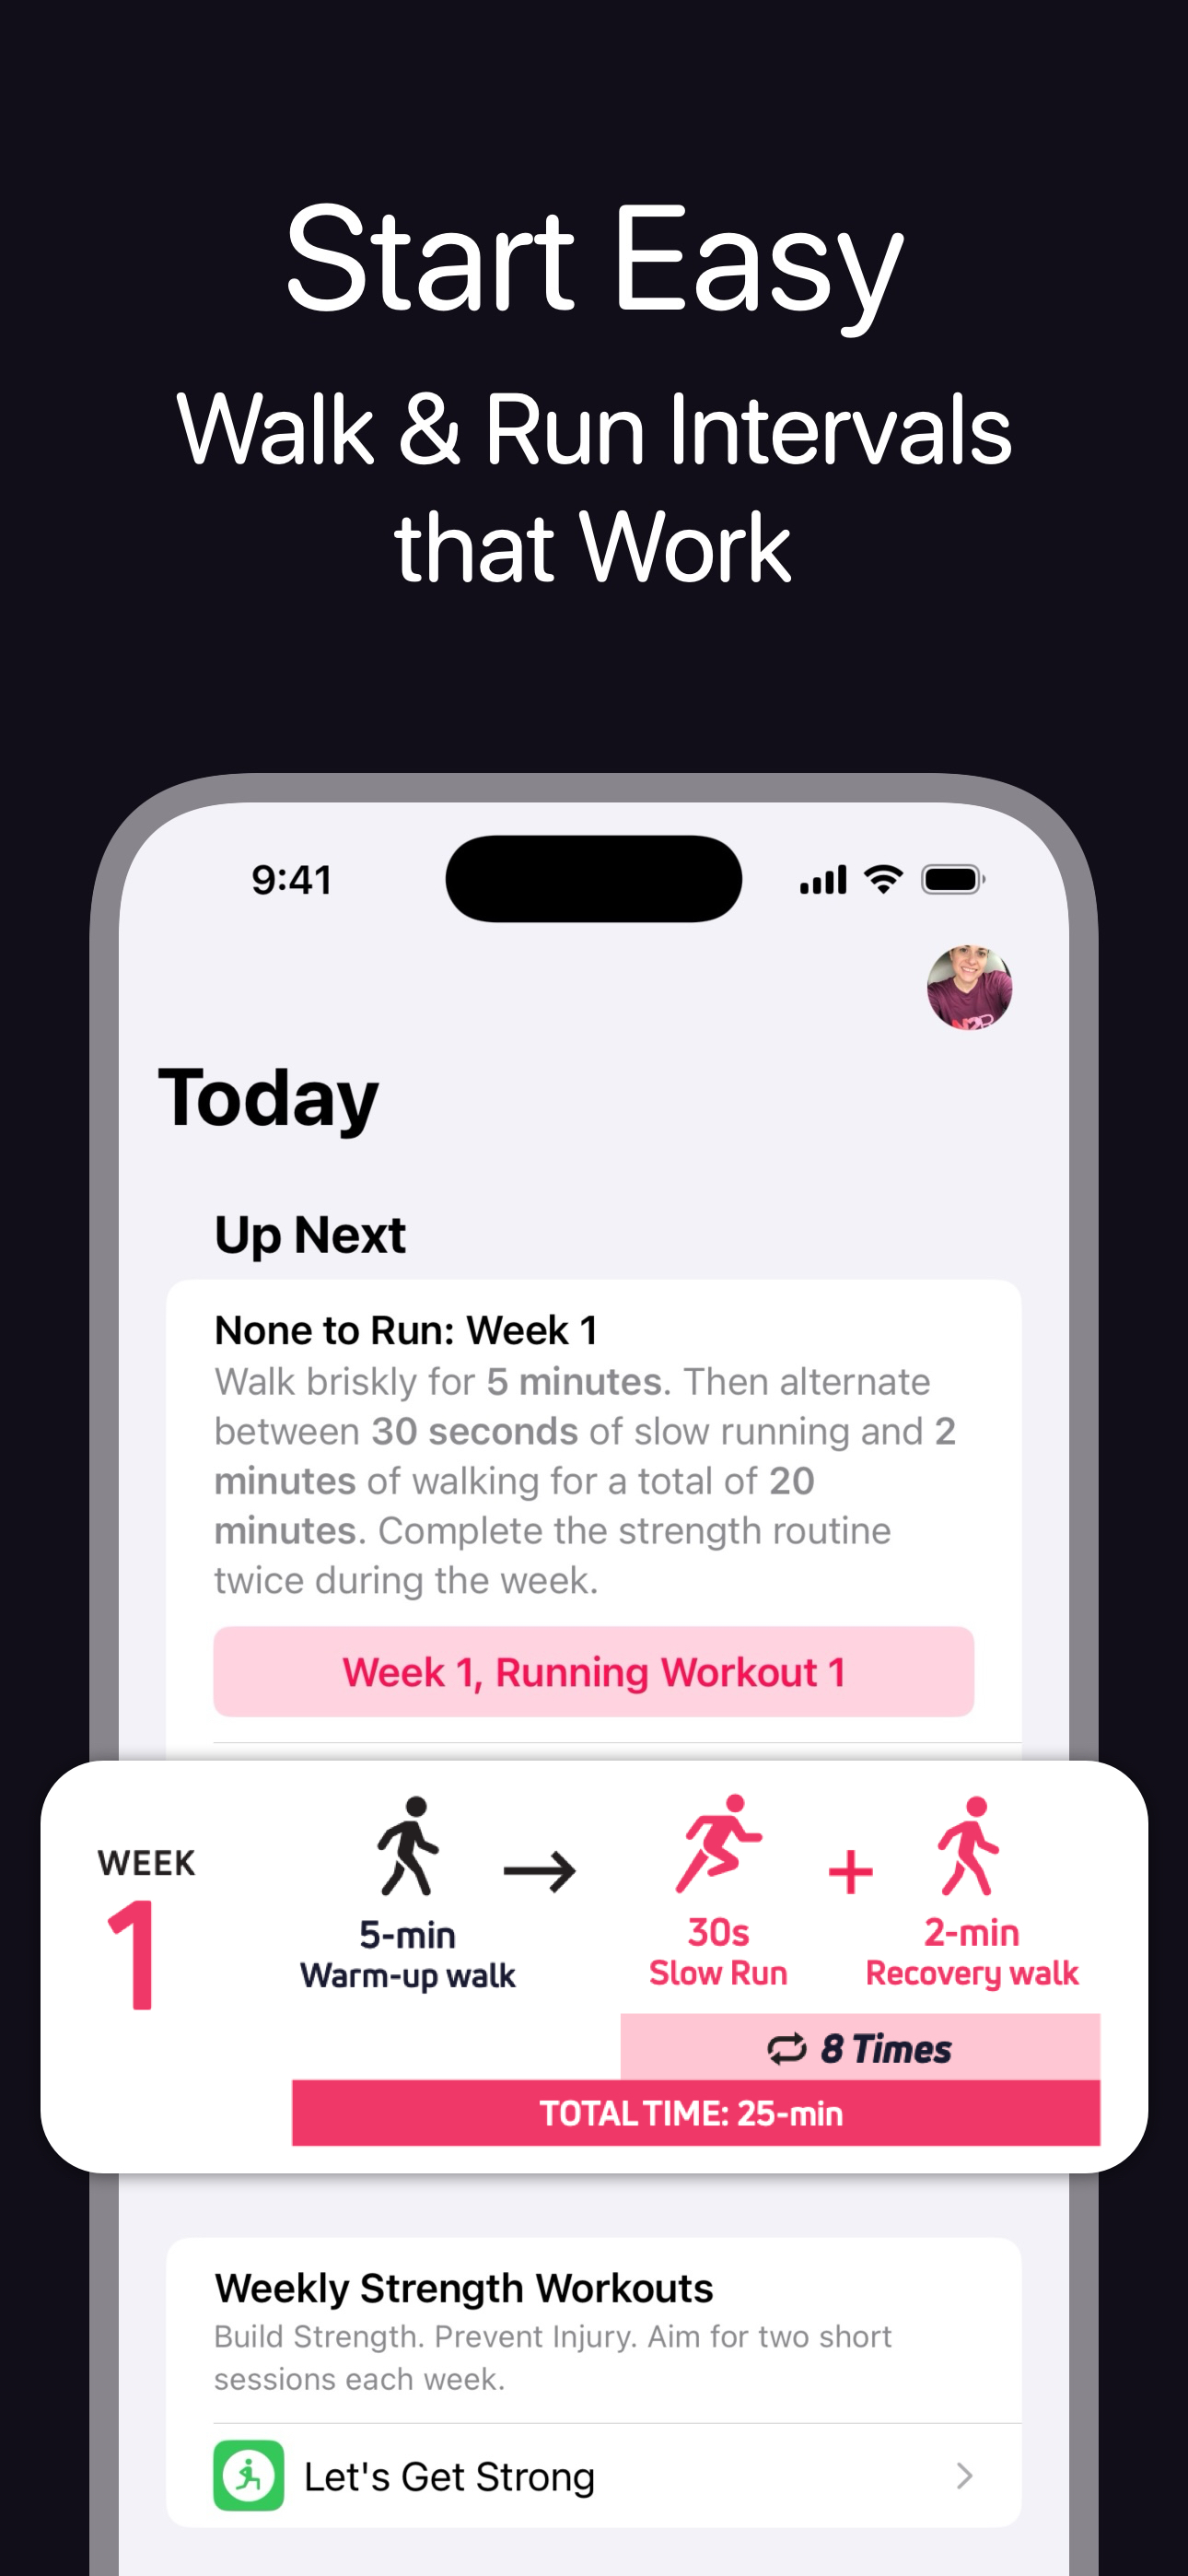 Start Easy
Walk & Run Intervals
that Work
9:41
N2R
Today
Up Next
None to Run: Week 1
Walk briskly for 5 minutes. Then alternate
between 30 seconds of slow running and 2
minutes of walking for a total of 20
minutes. Complete the strength routine
twice during the week.
Week 1, Running Workout 1
WEEK
1
5-min
Warm-up walk
30s
Slow Run
+
2-min
Recovery walk
8 Times
TOTAL TIME: 25-min
Weekly Strength Workouts
Build Strength. Prevent Injury. Aim for two short
sessions each week.
Let's Get Strong